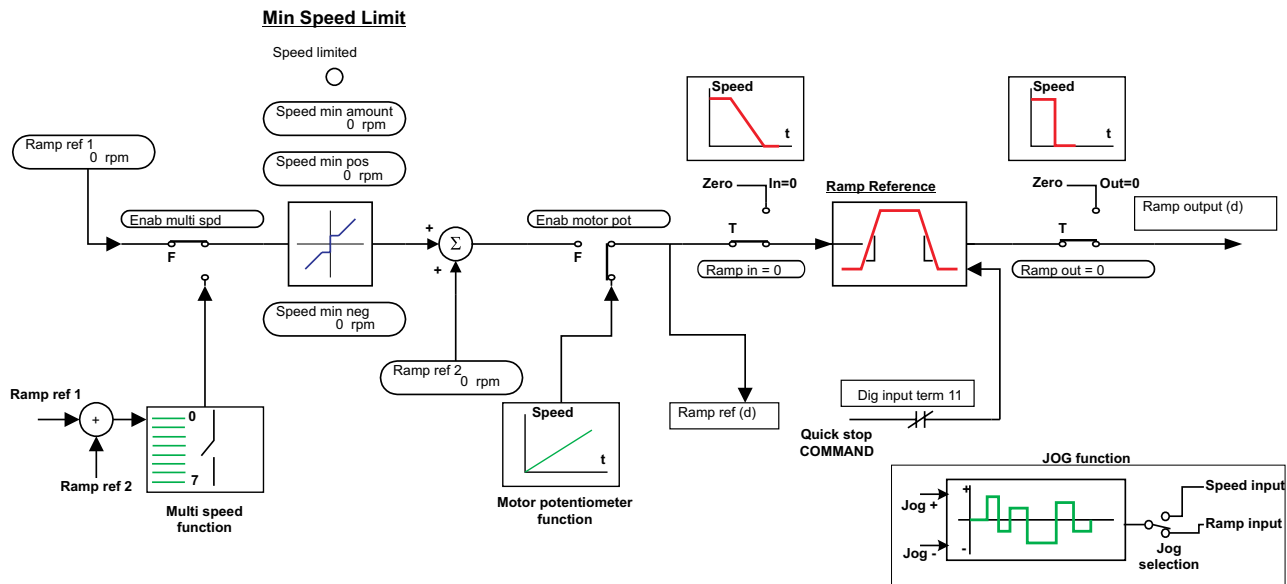 Min Speed Limit
Speed limited
Speed min amount
0 rpm
Ramp ref 1
0 rpm
Speed min pos
0 rpm
Enab multi spd
F
Speed min neg
0 rpm
+
+
Σ
Ramp ref 2
0 rpm
Enab motor pot
F
Speed
t
Zero
In=0
T
Ramp in = 0
Ramp Reference
Speed
t
Zero
Out=0
T
Ramp out = 0
Ramp output (d)
Ramp ref 1
+
Ramp ref 2
0
7
Multi speed
function
Speed
t
Motor potentiometer
function
Ramp ref (d)
Dig input term 11
Quick stop
COMMAND
JOG function
Jog +
Jog -
+
-
Speed input
Ramp input
Jog
selection